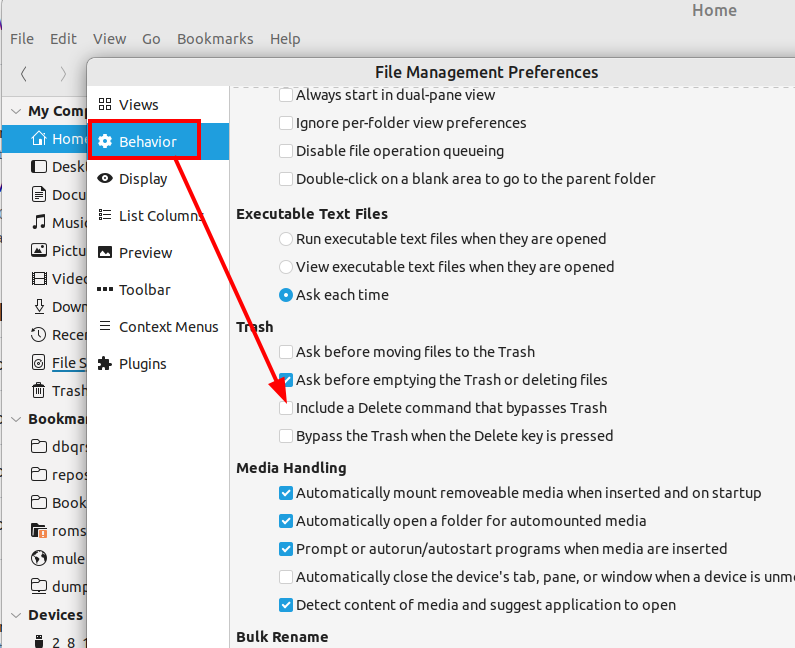 Home
File Edit View Go Bookmarks Help
File Management Preferences
My Comp
Home
Deskt
Docu
Music
Pictu
Video
Down
Recen
File S
Trash
Bookmar
dbqrs
repos
Book
roms
mule
dump
Devices
2 8 1
Views
Behavior
Display
List Columns
Preview
Toolbar
Context Menus
Plugins
Always start in dual-pane view
Ignore per-folder view preferences
Disable file operation queueing
Double-click on a blank area to go to the parent folder
Executable Text Files
Run executable text files when they are opened
View executable text files when they are opened
Ask each time
Trash
Ask before moving files to the Trash
Ask before emptying the Trash or deleting files
Include a Delete command that bypasses Trash
Bypass the Trash when the Delete key is pressed
Media Handling
Automatically mount removeable media when inserted and on startup
Automatically open a folder for automounted media
Prompt or autorun/autostart programs when media are inserted
Automatically close the device's tab, pane, or window when a device is unm
Detect content of media and suggest application to open
Bulk Rename